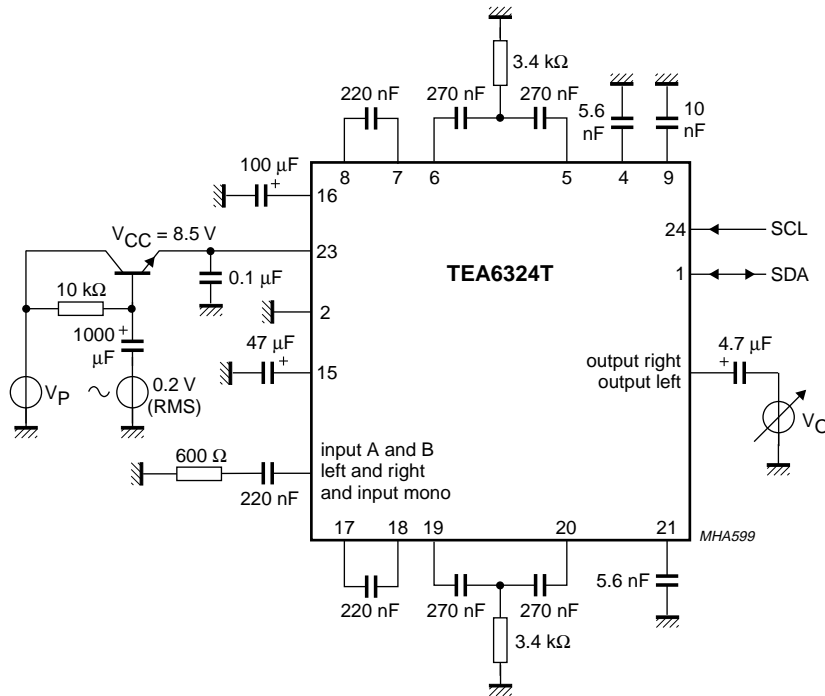 3.4 kΩ
220 nF
270 nF
270 nF
5.6
nF
10
nF
8
7
6
5
4
9
100 μF
+
16
V_CC = 8.5 V
23
24
SCL
TEA6324T
1
SDA
0.1 μF
10 kΩ
2
1000
+
μF
47 μF
+
15
output right
output left
4.7 μF
+
V_P
0.2 V
(RMS)
V_O
600 Ω
220 nF
input A and B
left and right
and input mono
17
18
19
20
21
MHA599
220 nF
270 nF
270 nF
5.6 nF
3.4 kΩ